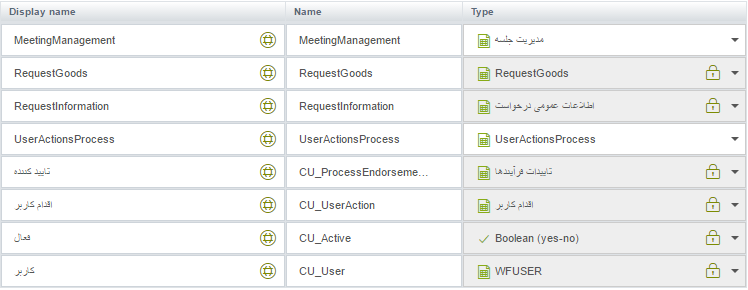 Display name Name Type
MeetingManagement MeetingManagement مدیریت جلسه
RequestGoods RequestGoods RequestGoods
RequestInformation RequestInformation اطلاعات عمومی درخواست
UserActionsProcess UserActionsProcess UserActionsProcess
تایید کننده CU_ProcessEndorseme... تاییدات فرآیندها
اقدام کاربر CU_UserAction اقدام کاربر
فعال CU_Active Boolean (yes-no)
کاربر CU_User WFUSER